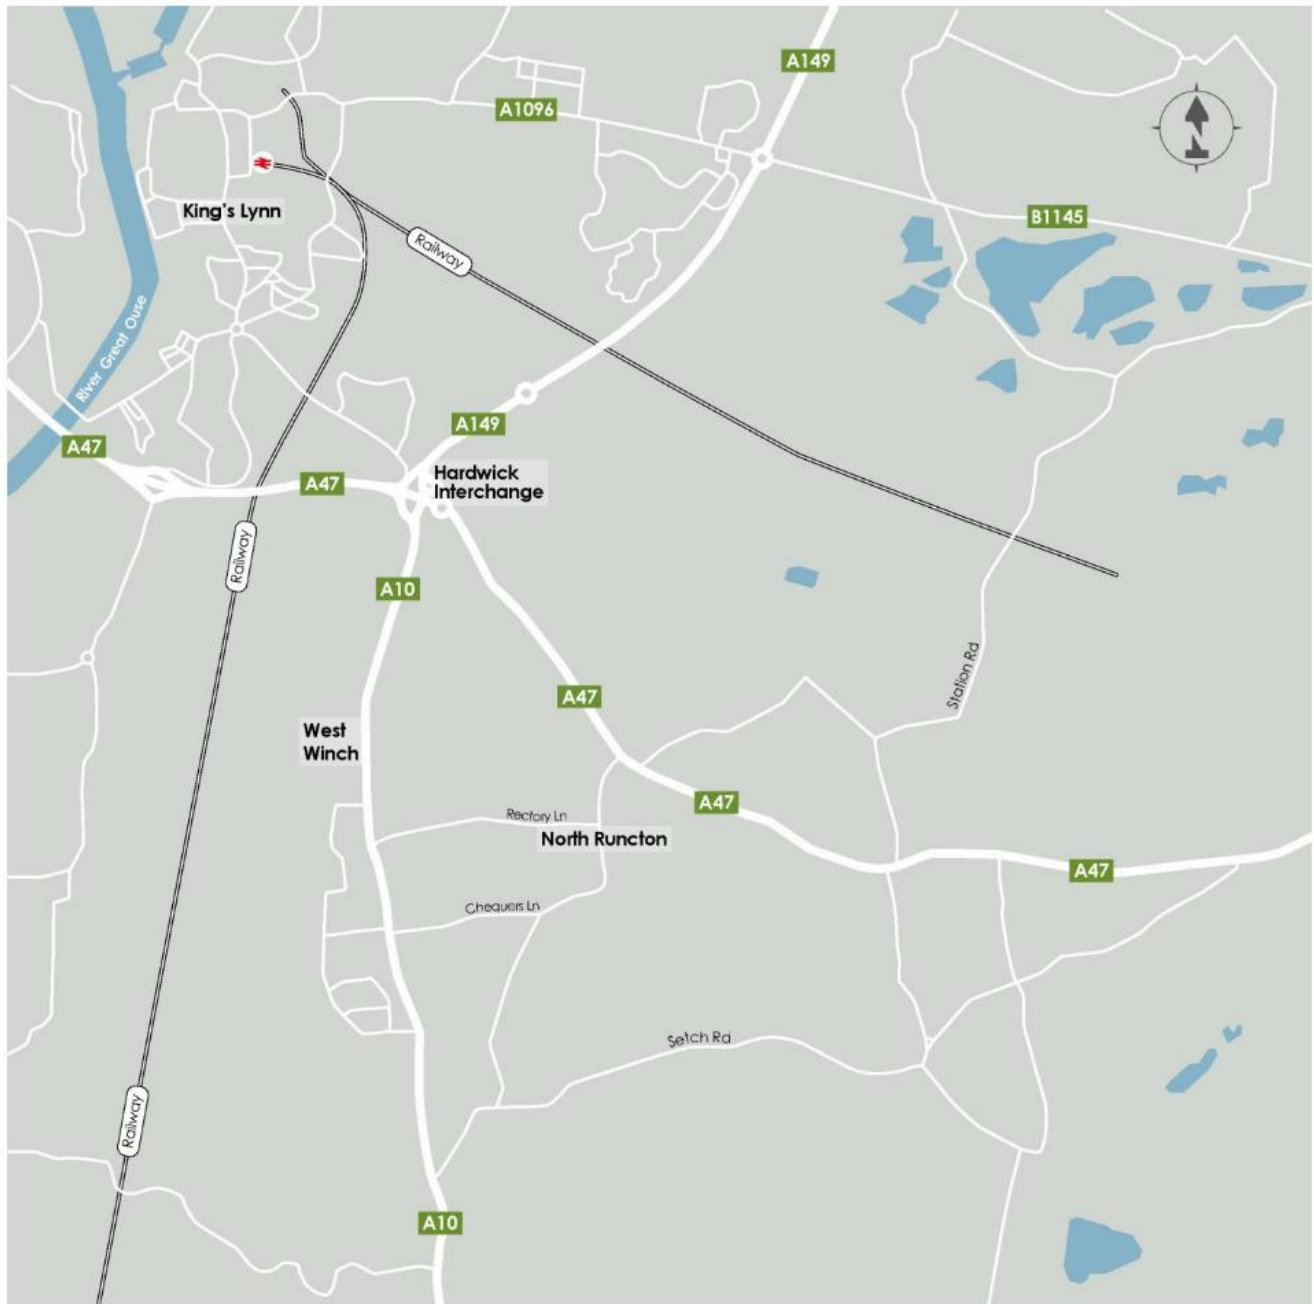 A149
A1096
N
King's Lynn
B1145
Railway
River Great Ouse
A149
A47
Hardwick
Interchange
A47
Railway
A10
Station Rd
A47
West
Winch
A47
Rectory Ln
North Runcton
A47
Chequers Ln
Setch Rd
Railway
A10